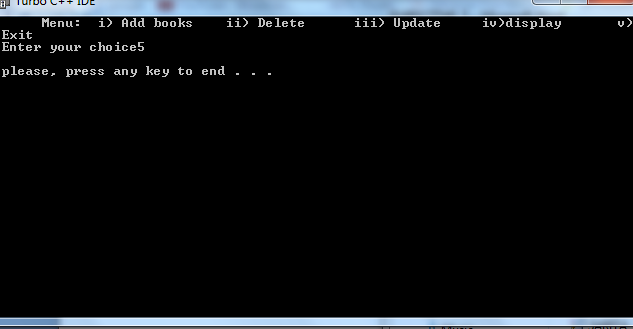 Turbo C++ IDE
Menu: i) Add books ii) Delete iii) Update iv)display v)
Exit
Enter your choice5
please, press any key to end . . .